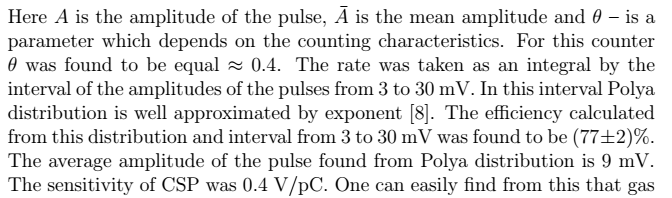 Here A is the amplitude of the pulse, Ā is the mean amplitude and θ – is a
parameter which depends on the counting characteristics. For this counter
θ was found to be equal ≈ 0.4. The rate was taken as an integral by the
interval of the amplitudes of the pulses from 3 to 30 mV. In this interval Polya
distribution is well approximated by exponent [8]. The efficiency calculated
from this distribution and interval from 3 to 30 mV was found to be (77±2)%.
The average amplitude of the pulse found from Polya distribution is 9 mV.
The sensitivity of CSP was 0.4 V/pC. One can easily find from this that gas